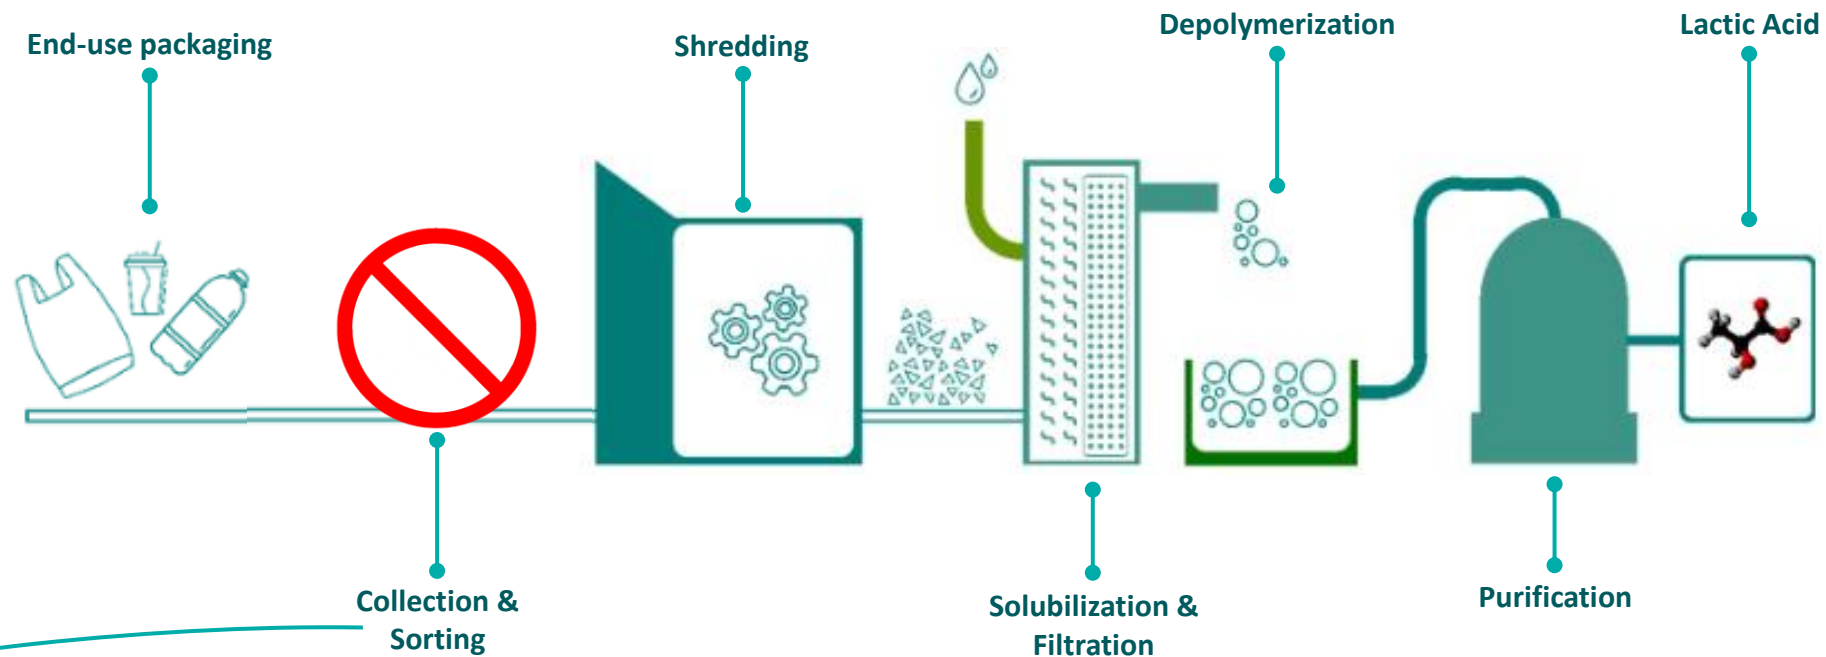 End-use packaging
Shredding
Depolymerization
Lactic Acid
Collection &
Sorting
Solubilization &
Filtration
Purification